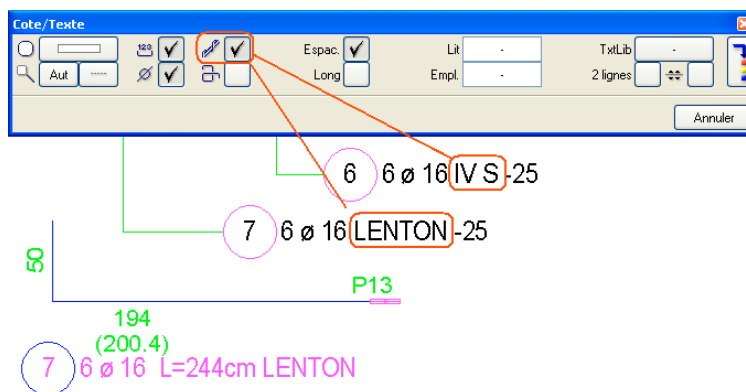 Cote/Texte
123 Espac. Lit - TxtLib -
Aut Long Empl. - 2 lignes
Annuler
6 6 ø 16 IV S -25
7 6 ø 16 LENTON -25
50
P13
194
(200.4)
7 6 ø 16 L=244cm LENTON